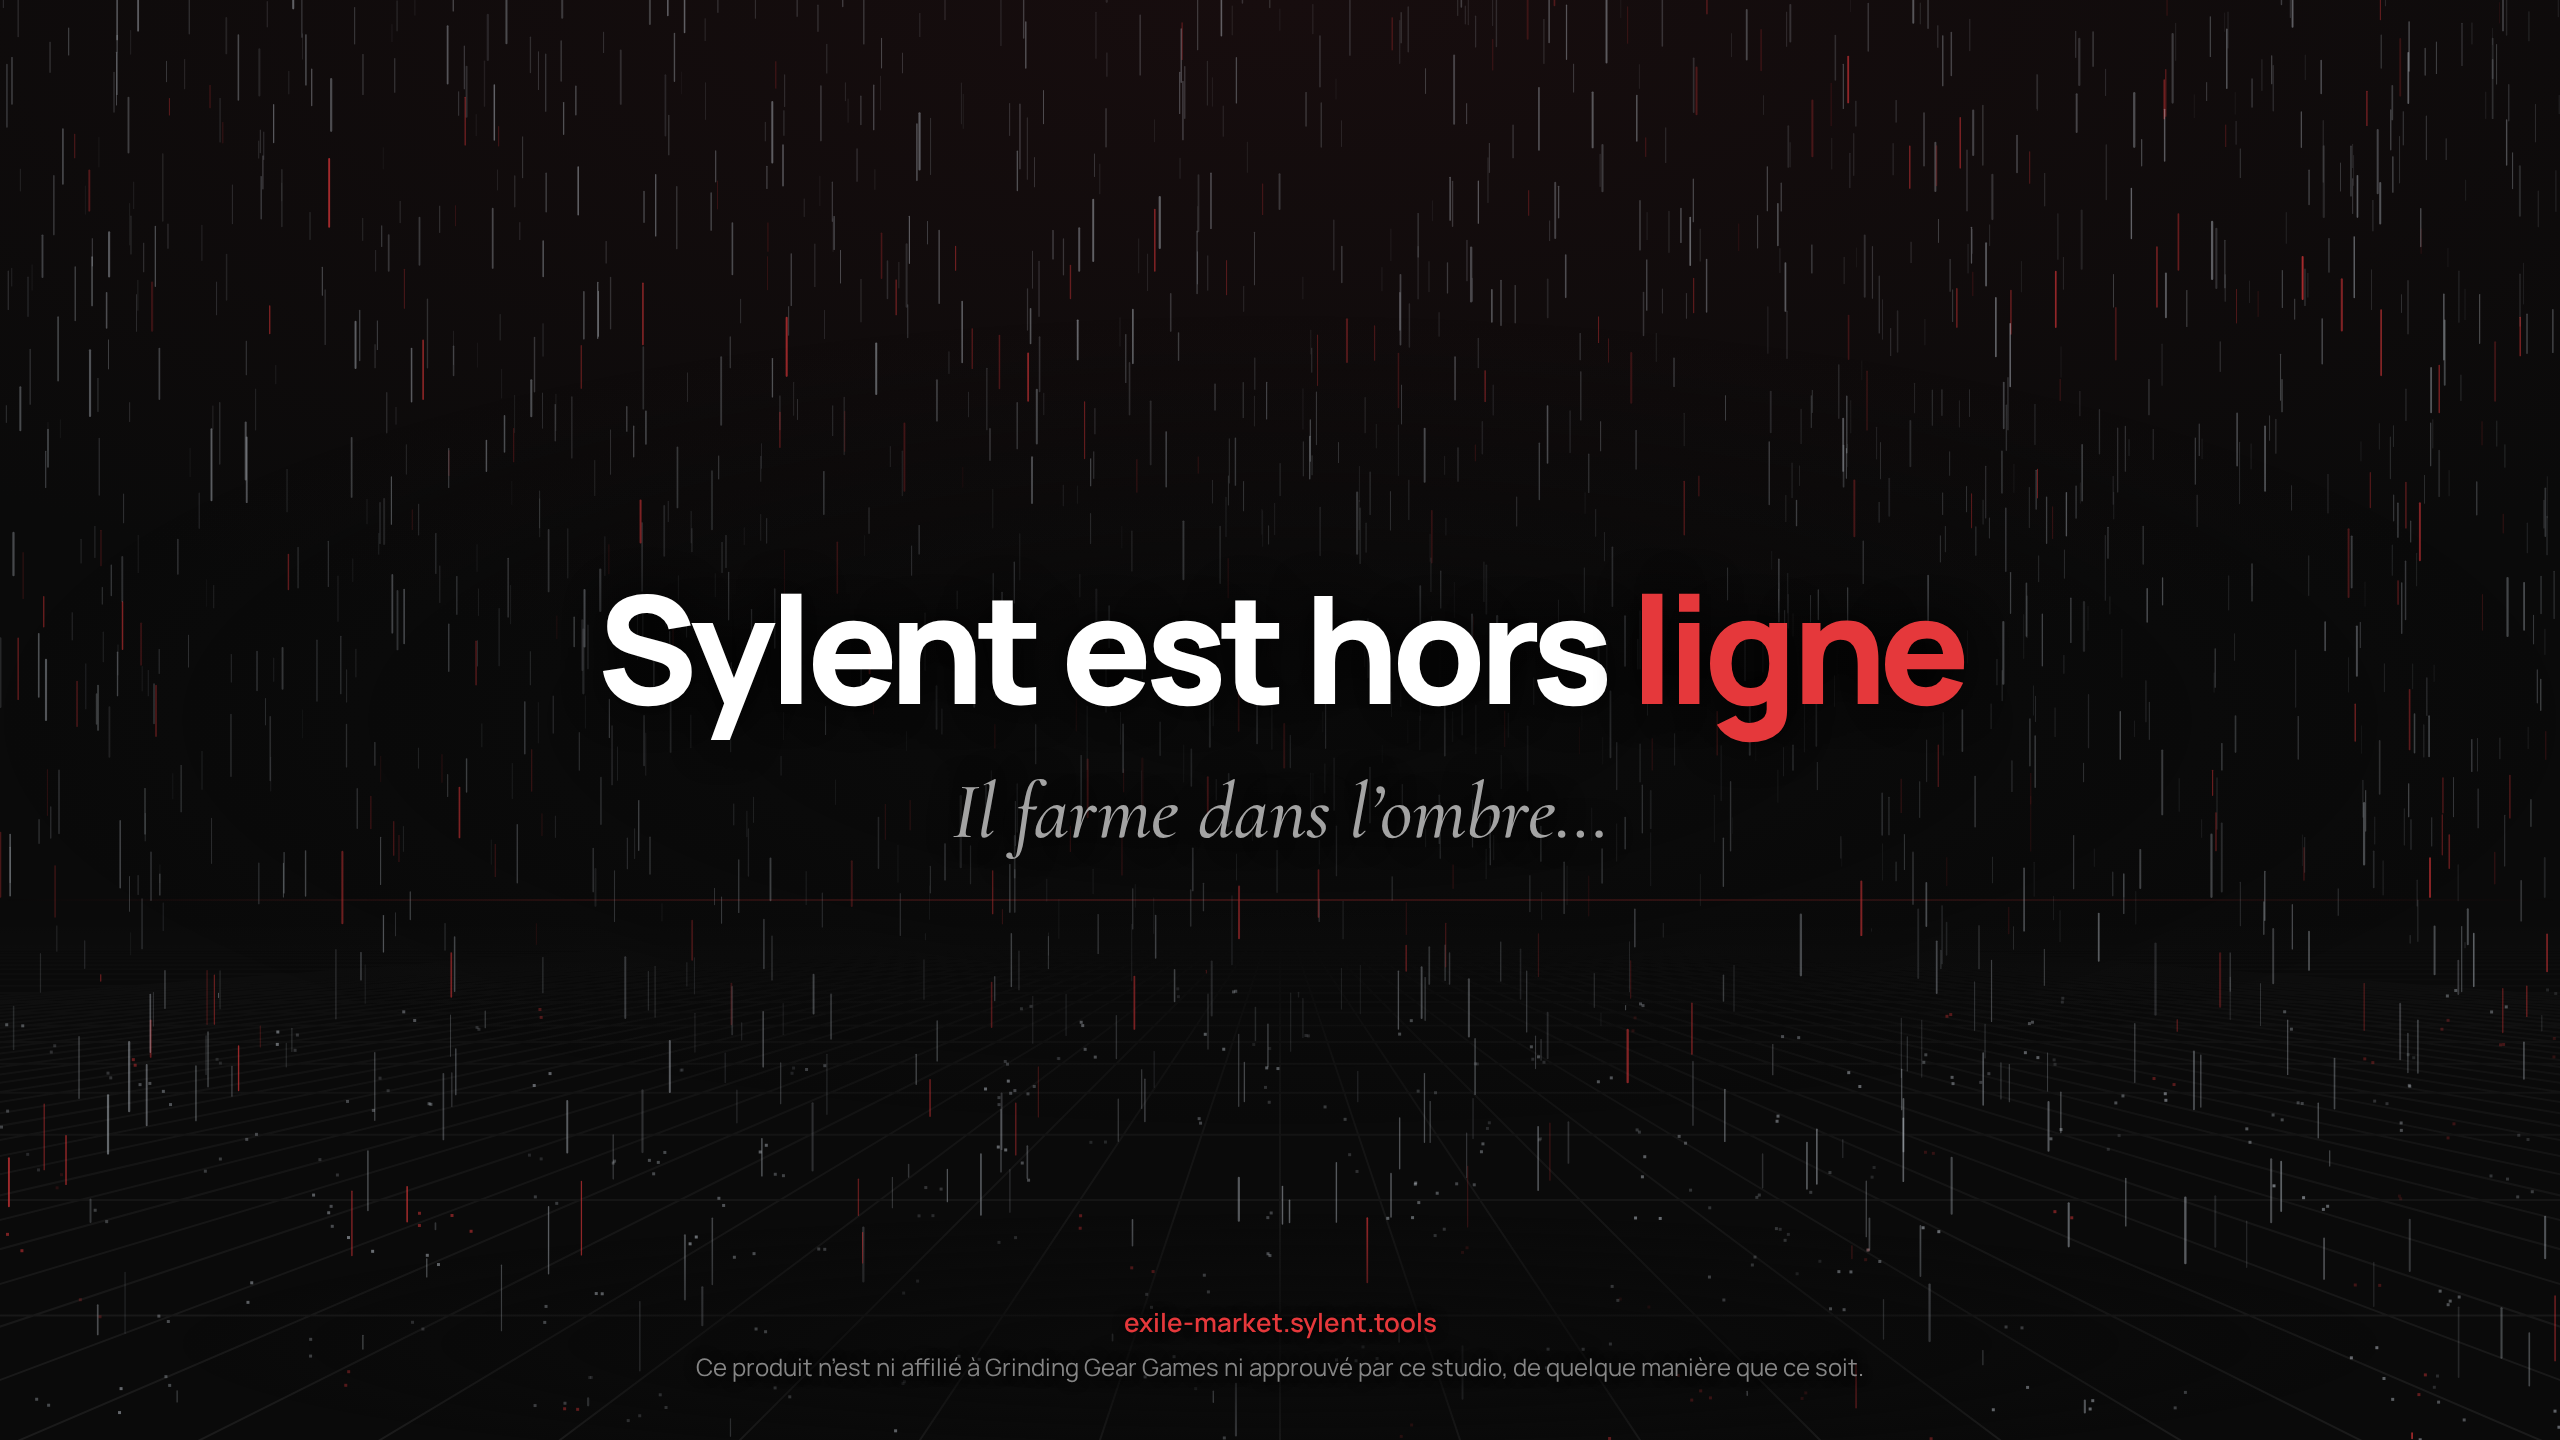 Sylent est hors ligne
Il farme dans l’ombre...
exile-market.sylent.tools
Ce produit n’est ni affilié à Grinding Gear Games ni approuvé par ce studio, de quelque manière que ce soit.